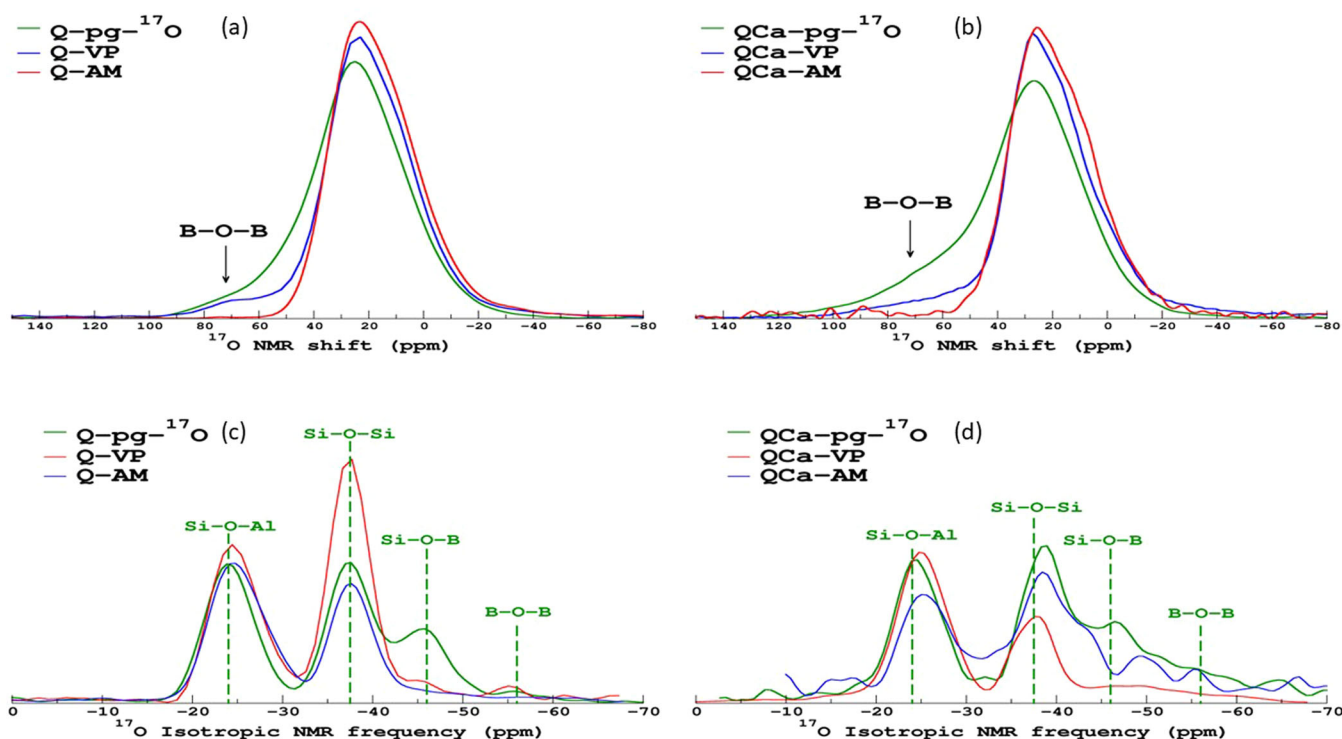 Q-pg-¹⁷O (a)
Q-VP
Q-AM
B-O-B
140 120 100 80 60 40 20 0 -20 -40 -60 -80
¹⁷O NMR shift (ppm)
QCa-pg-¹⁷O (b)
QCa-VP
QCa-AM
B-O-B
140 120 100 80 60 40 20 0 -20 -40 -60 -80
¹⁷O NMR shift (ppm)
Q-pg-¹⁷O (c)
Q-VP
Q-AM
Si-O-Si
Si-O-Al
Si-O-B
B-O-B
0 -10 -20 -30 -40 -50 -60 -70
¹⁷O Isotropic NMR frequency (ppm)
QCa-pg-¹⁷O (d)
QCa-VP
QCa-AM
Si-O-Si
Si-O-Al
Si-O-B
B-O-B
0 -10 -20 -30 -40 -50 -60 -70
¹⁷O Isotropic NMR frequency (ppm)